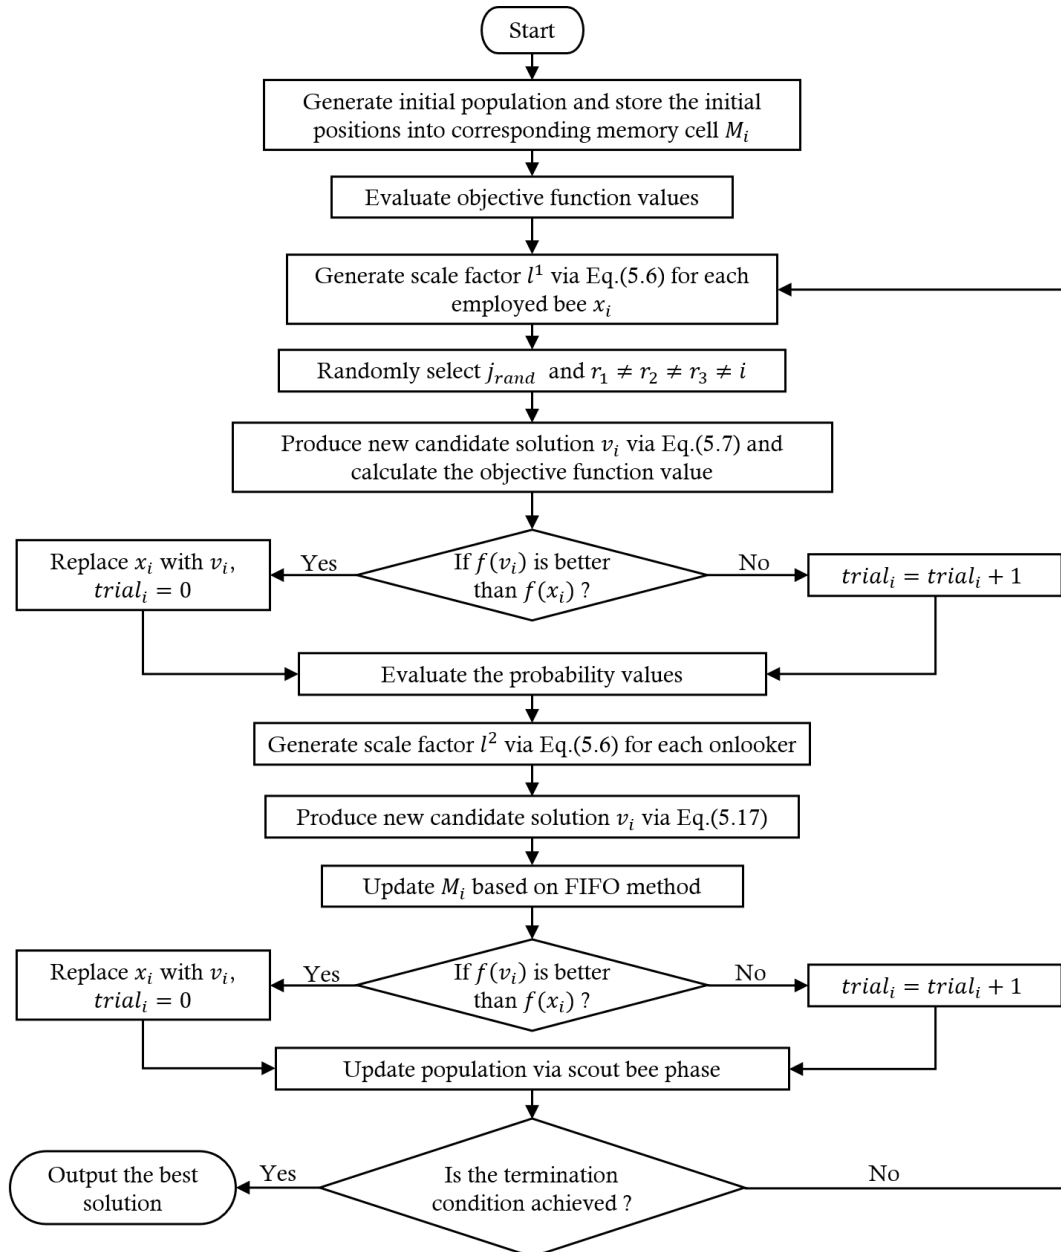 Start
Generate initial population and store the initial
positions into corresponding memory cell $M_i$
Evaluate objective function values
Generate scale factor $l^1$ via Eq.(5.6) for each
employed bee $x_i$
Randomly select $j_{rand}$ and $r_1 \neq r_2 \neq r_3 \neq i$
Produce new candidate solution $v_i$ via Eq.(5.7) and
calculate the objective function value
Replace $x_i$ with $v_i$,
$trial_i = 0$
Yes
If $f(v_i)$ is better
than $f(x_i)$ ?
No
$trial_i = trial_i + 1$
Evaluate the probability values
Generate scale factor $l^2$ via Eq.(5.6) for each onlooker
Produce new candidate solution $v_i$ via Eq.(5.17)
Update $M_i$ based on FIFO method
Replace $x_i$ with $v_i$,
$trial_i = 0$
Yes
If $f(v_i)$ is better
than $f(x_i)$ ?
No
$trial_i = trial_i + 1$
Update population via scout bee phase
Output the best
solution
Yes
Is the termination
condition achieved ?
No